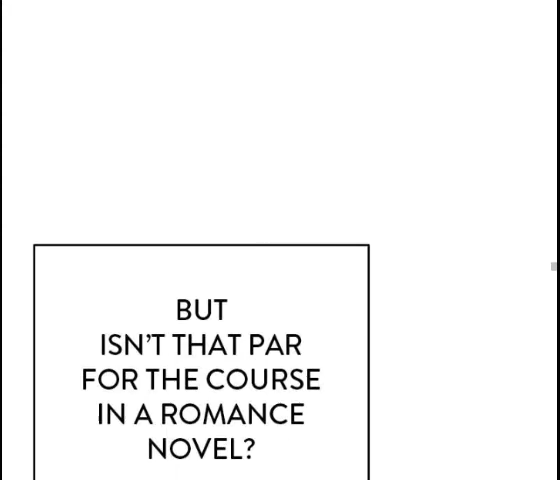 BUT
ISN'T THAT PAR
FOR THE COURSE
IN A ROMANCE
NOVEL?